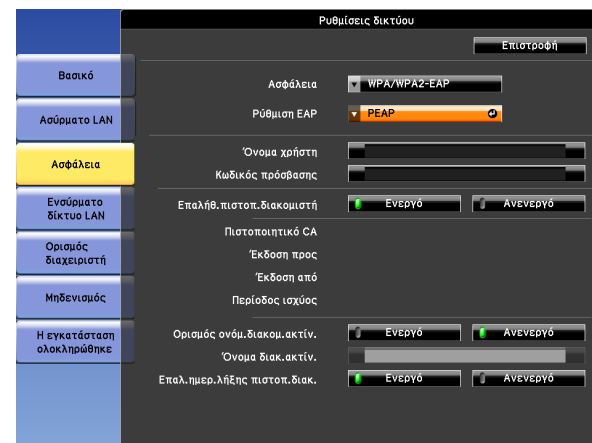 Ρυθμίσεις δικτύου
Επιστροφή
Βασικό
Ασύρματο LAN
Ασφάλεια
Ενσύρματο
δίκτυο LAN
Ορισμός
διαχειριστή
Μηδενισμός
Η εγκατάσταση
ολοκληρώθηκε
Ασφάλεια WPA/WPA2-EAP
Ρύθμιση EAP PEAP
Όνομα χρήστη
Κωδικός πρόσβασης
Επαλήθ.πιστοπ.διακομιστή Ενεργό Ανενεργό
Πιστοποιητικό CA
Έκδοση προς
Έκδοση από
Περίοδος ισχύος
Ορισμός ονόμ.διακομ.ακτίν. Ενεργό Ανενεργό
Όνομα διακ.ακτίν.
Επαλ.ημερ.λήξης πιστοπ.διακ. Ενεργό Ανενεργό